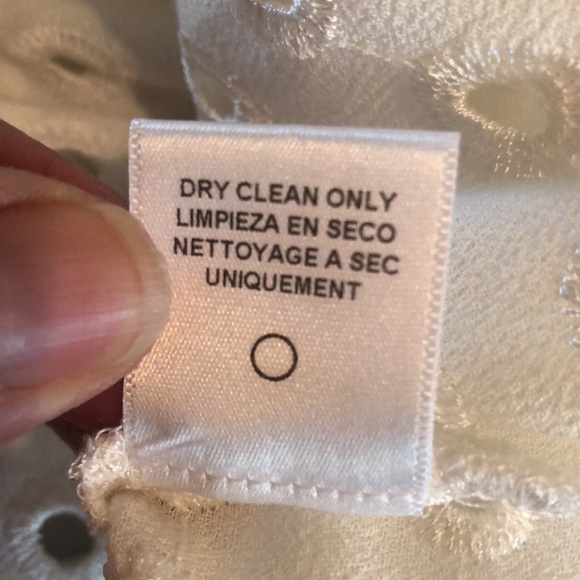 DRY CLEAN ONLY
LIMPIEZA EN SECO
NETTOYAGE A SEC
UNIQUEMENT